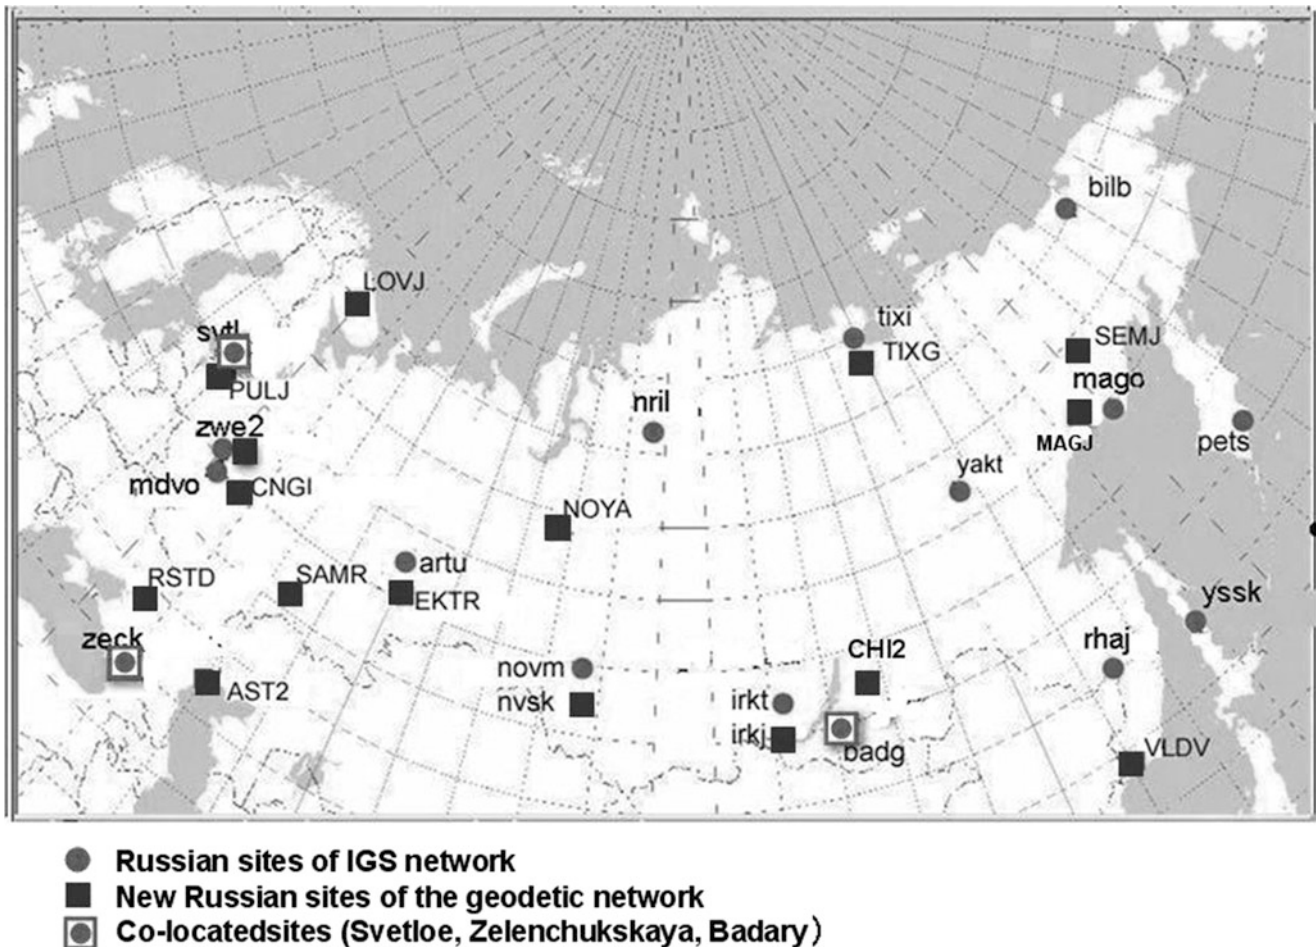 bilb
LOVJ
svtl
PULJ
tixi
TIXG
SEMJ
mago
MAGJ
pets
nril
zwe2
mdvo
CNGI
yakt
NOYA
artu
EKTR
SAMR
RSTD
zeck
AST2
novm
nvsk
irkt
irkj
CHI2
badg
rhaj
yssk
VLDV
Russian sites of IGS network
New Russian sites of the geodetic network
Co-locatedsites (Svetloe, Zelenchukskaya, Badary)